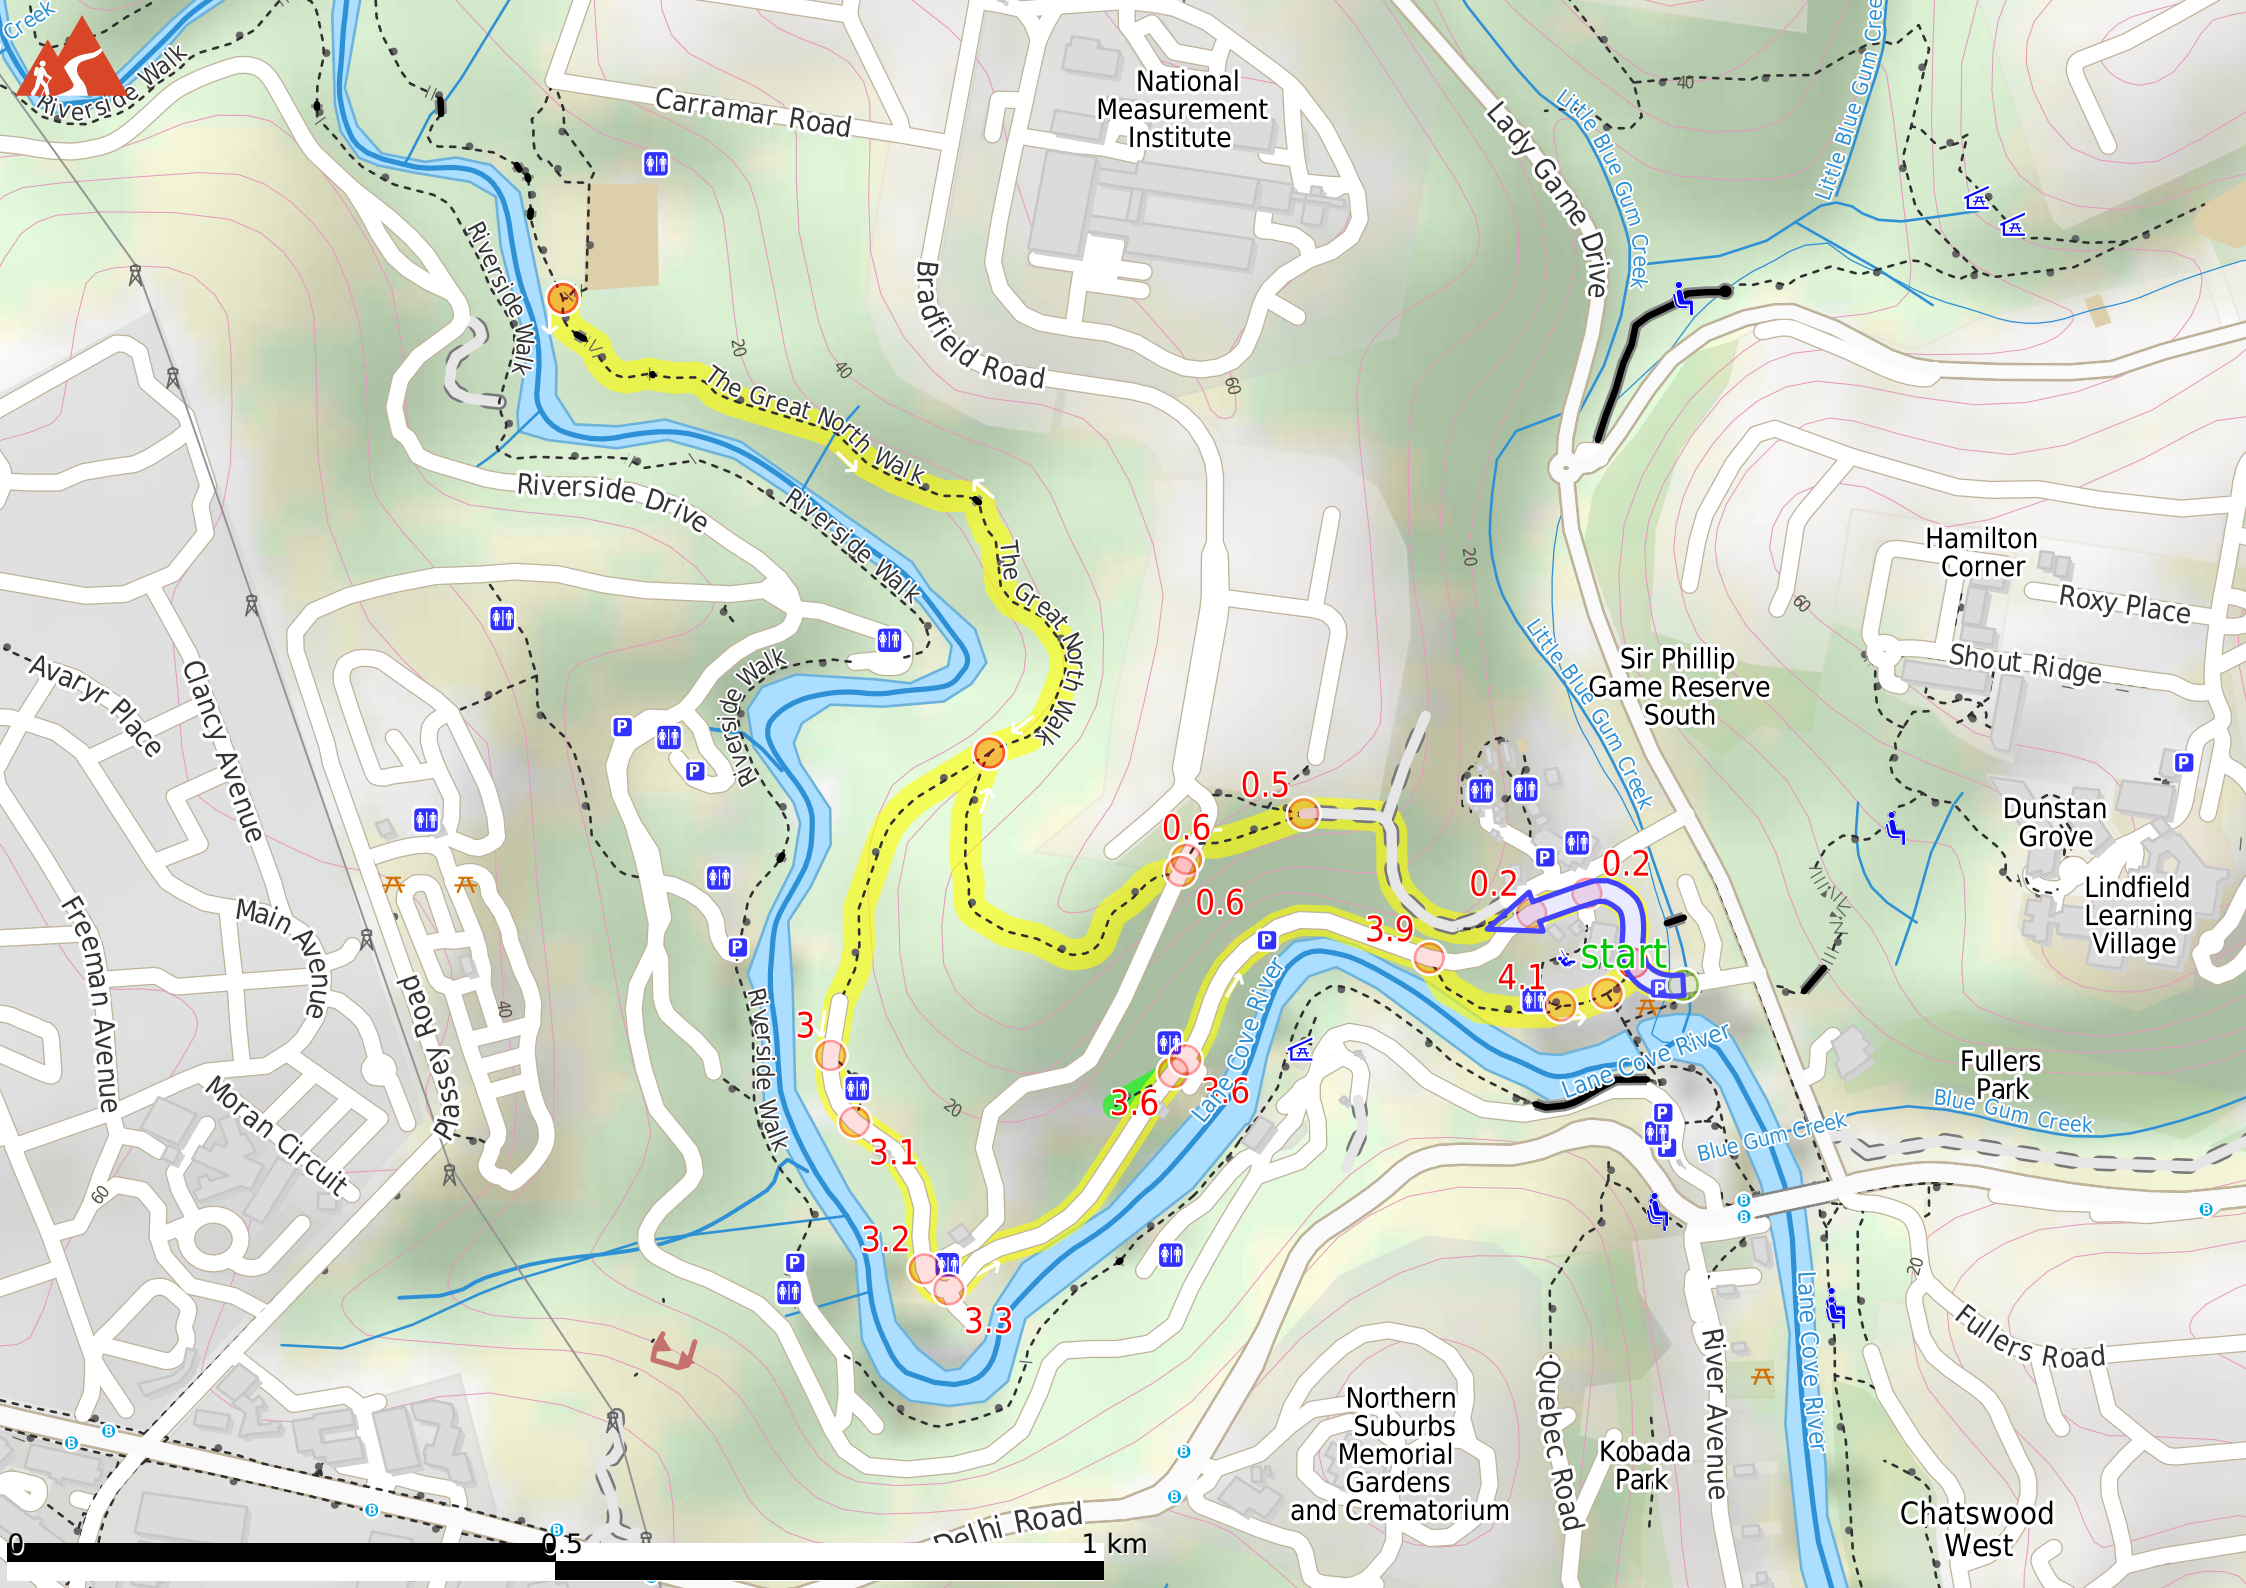 Creek
Riverside Walk
Carramar Road
National
Measurement
Institute
Lady Game Drive
Little Blue Gum Creek
Little Blue Gum Cree
40
Riverside Walk
Bradfield Road
20
40
60
The Great North Walk
Riverside Drive
Riverside Walk
The Great North Walk
20
Hamilton
Corner
Roxy Place
60
Shout Ridge
Little Blue Gum Creek
Sir Phillip
Game Reserve
South
Avaryr Place
Clancy Avenue
Riverside Walk
P
P
P
0.5
0.6
0.6
P
0.2
0.2
Dunstan
Grove
Lindfield
Learning
Village
Freeman Avenue
Main Avenue
P
P
3.9
start
4.1
P
40
Plassey Road
Riverside Walk
Lane Cove River
3
3.6
3.6
20
Lane Cove River
Fullers
Park
Blue Gum Creek
Blue Gum Creek
P
P
Moran Circuit
60
3.1
3.2
3.3
P
B
B
B
20
Lane Cove River
Fullers Road
River Avenue
Quebec Road
Northern
Suburbs
Memorial
Gardens
and Crematorium
Kobada
Park
B
B
B
B
B
B
Delhi Road
Chatswood
West
0
0.5
1 km